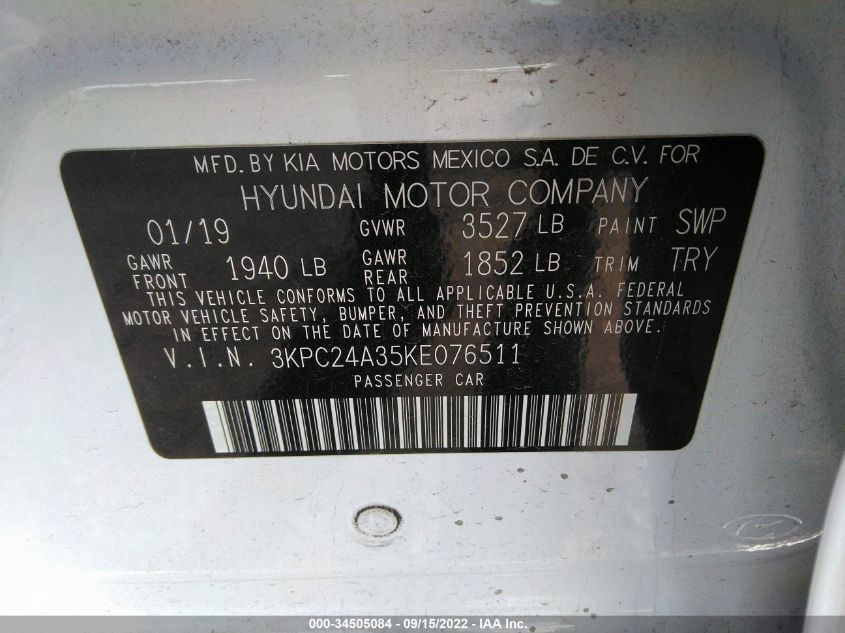 MFD. BY KIA MOTORS MEXICO S.A. DE C.V. FOR
HYUNDAI MOTOR COMPANY
01/19 GVWR 3527 LB PAINT SWP
GAWR FRONT 1940 LB GAWR REAR 1852 LB TRIM TRY
THIS VEHICLE CONFORMS TO ALL APPLICABLE U.S.A. FEDERAL
MOTOR VEHICLE SAFETY, BUMPER, AND THEFT PREVENTION STANDARDS
IN EFFECT ON THE DATE OF MANUFACTURE SHOWN ABOVE.
V.I.N. 3KPC24A35KE076511
PASSENGER CAR
000-34505084 - 09/15/2022 - IAA Inc.